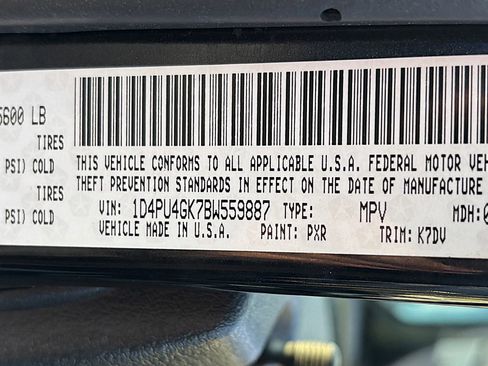 5600 LB
TIRES
PSI) COLD
TIRES
PSI) COLD
THIS VEHICLE CONFORMS TO ALL APPLICABLE U.S.A. FEDERAL MOTOR VEH
THEFT PREVENTION STANDARDS IN EFFECT ON THE DATE OF MANUFACTURE
VIN: 1D4PU4GK7BW559887 TYPE: MPV MDH:0
VEHICLE MADE IN U.S.A. PAINT: PXR TRIM: K7DV